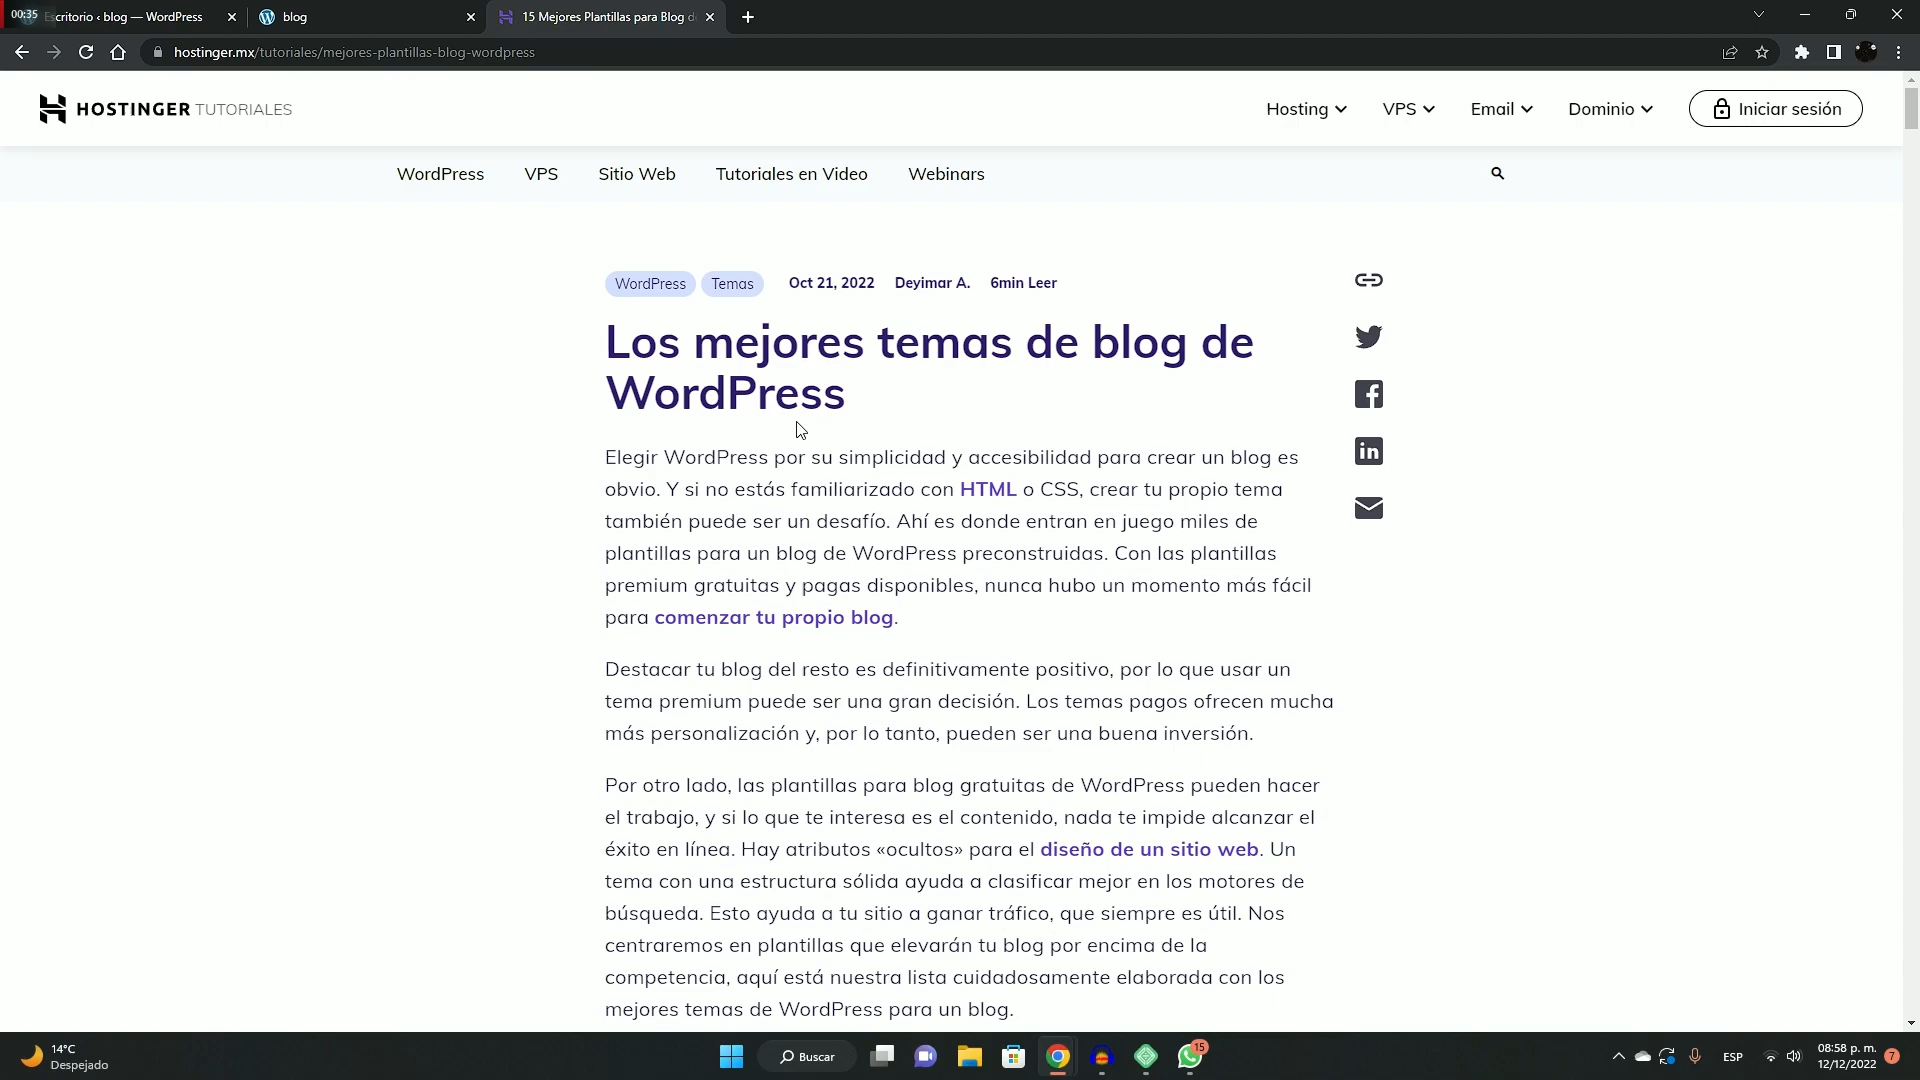 00:35
Escritorio ‹ blog — WordPress
blog
15 Mejores Plantillas para Blog de
hostinger.mx/tutoriales/mejores-plantillas-blog-wordpress
HOSTINGER TUTORIALES
Hosting
VPS
Email
Dominio
Iniciar sesión
WordPress
VPS
Sitio Web
Tutoriales en Video
Webinars
WordPress
Temas
Oct 21, 2022
Deyimar A.
6min Leer
Los mejores temas de blog de
WordPress
Elegir WordPress por su simplicidad y accesibilidad para crear un blog es
obvio. Y si no estás familiarizado con HTML o CSS, crear tu propio tema
también puede ser un desafío. Ahí es donde entran en juego miles de
plantillas para un blog de WordPress preconstruidas. Con las plantillas
premium gratuitas y pagas disponibles, nunca hubo un momento más fácil
para comenzar tu propio blog.
Destacar tu blog del resto es definitivamente positivo, por lo que usar un
tema premium puede ser una gran decisión. Los temas pagos ofrecen mucha
más personalización y, por lo tanto, pueden ser una buena inversión.
Por otro lado, las plantillas para blog gratuitas de WordPress pueden hacer
el trabajo, y si lo que te interesa es el contenido, nada te impide alcanzar el
éxito en línea. Hay atributos «ocultos» para el diseño de un sitio web. Un
tema con una estructura sólida ayuda a clasificar mejor en los motores de
búsqueda. Esto ayuda a tu sitio a ganar tráfico, que siempre es útil. Nos
centraremos en plantillas que elevarán tu blog por encima de la
competencia, aquí está nuestra lista cuidadosamente elaborada con los
mejores temas de WordPress para un blog.
14°C
Despejado
Buscar
15
ESP
08:58 p. m.
12/12/2022
7